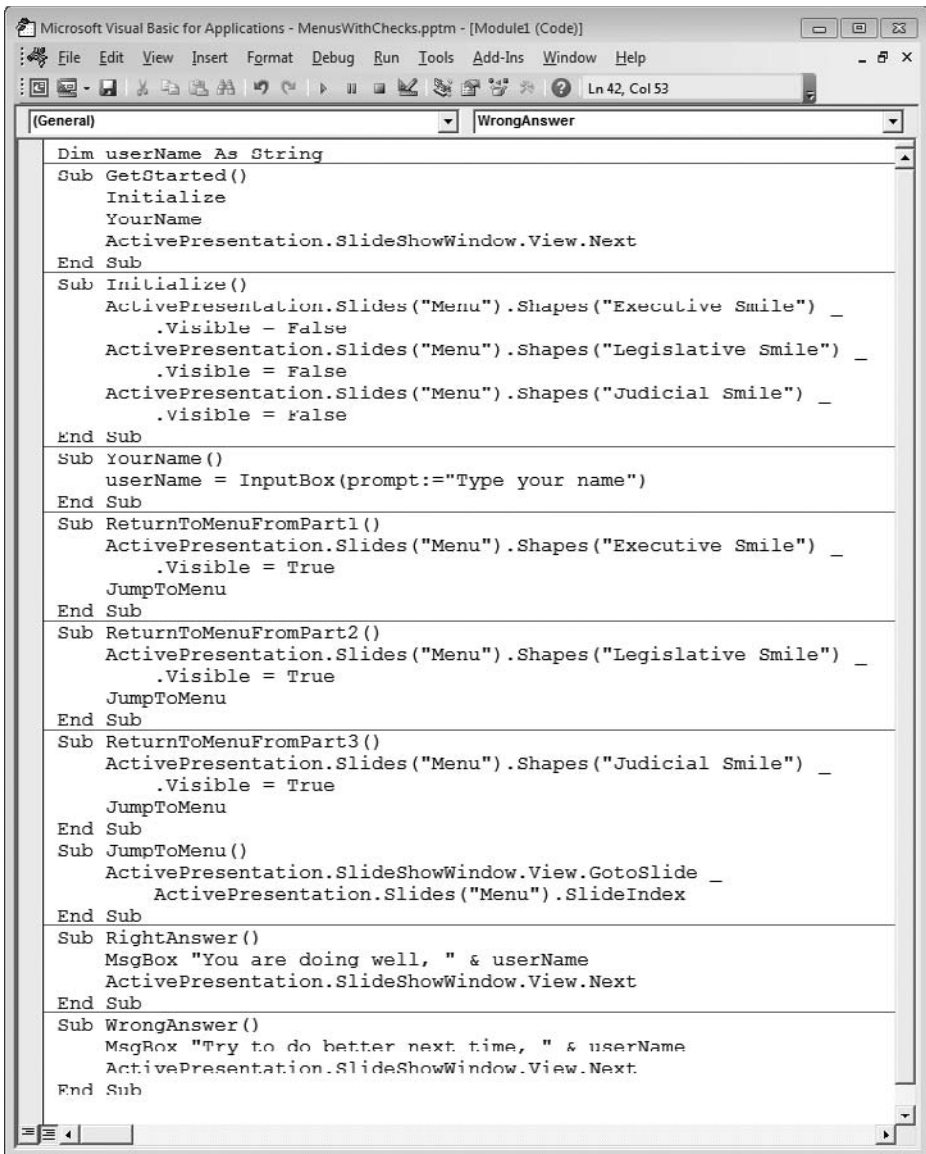 Microsoft Visual Basic for Applications - MenusWithChecks.pptm - [Module1 (Code)]
File Edit View Insert Format Debug Run Tools Add-Ins Window Help
Ln 42, Col 53
(General) WrongAnswer
Dim userName As String
Sub GetStarted()
    Initialize
    YourName
    ActivePresentation.SlideShowWindow.View.Next
End Sub
Sub Initialize()
    ActivePresentation.Slides("Menu").Shapes("Executive Smile") _
        .Visible = False
    ActivePresentation.Slides("Menu").Shapes("Legislative Smile") _
        .Visible = False
    ActivePresentation.Slides("Menu").Shapes("Judicial Smile") _
        .Visible = False
End Sub
Sub YourName()
    userName = InputBox(prompt:="Type your name")
End Sub
Sub ReturnToMenuFromPart1()
    ActivePresentation.Slides("Menu").Shapes("Executive Smile") _
        .Visible = True
    JumpToMenu
End Sub
Sub ReturnToMenuFromPart2()
    ActivePresentation.Slides("Menu").Shapes("Legislative Smile") _
        .Visible = True
    JumpToMenu
End Sub
Sub ReturnToMenuFromPart3()
    ActivePresentation.Slides("Menu").Shapes("Judicial Smile") _
        .Visible = True
    JumpToMenu
End Sub
Sub JumpToMenu()
    ActivePresentation.SlideShowWindow.View.GotoSlide _
        ActivePresentation.Slides("Menu").SlideIndex
End Sub
Sub RightAnswer()
    MsgBox "You are doing well, " & userName
    ActivePresentation.SlideShowWindow.View.Next
End Sub
Sub WrongAnswer()
    MsgBox "Try to do better next time, " & userName
    ActivePresentation.SlideShowWindow.View.Next
End Sub